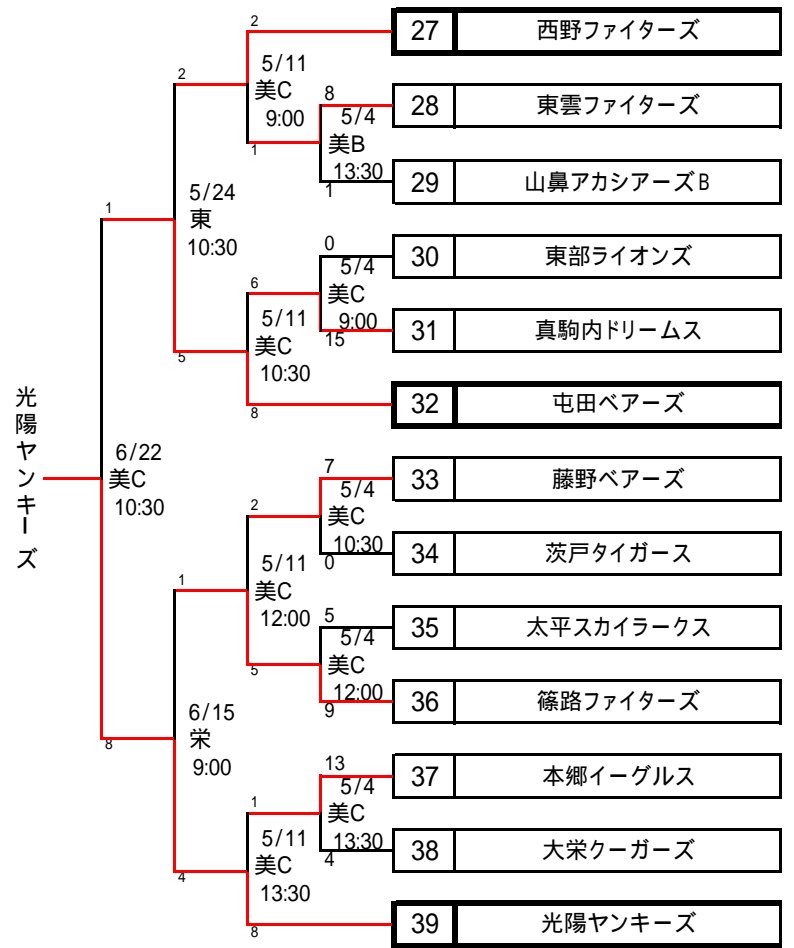 2
27 西野ファイターズ
5/11
美C
9:00
2
8
28 東雲ファイターズ
5/4
美B
13:30
1
1
29 山鼻アカシアーズB
5/24
東
10:30
1
0
30 東部ライオンズ
5/4
美C
9:00
6
15
31 真駒内ドリームス
5/11
美C
10:30
5
8
32 屯田ベアーズ
光陽ヤンキーズ
6/22
美C
10:30
7
33 藤野ベアーズ
5/4
美C
10:30
2
0
34 茨戸タイガース
5/11
美C
12:00
1
5
35 太平スカイラークス
5/4
美C
12:00
5
9
36 篠路ファイターズ
6/15
栄
9:00
8
13
37 本郷イーグルス
5/4
美C
13:30
1
4
38 大栄クーガーズ
5/11
美C
13:30
4
8
39 光陽ヤンキーズ